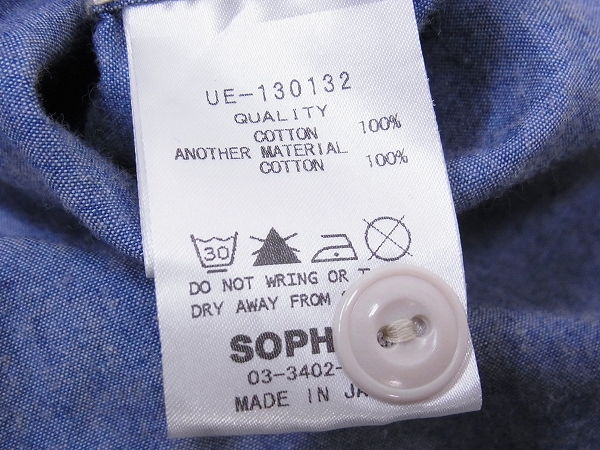 UE-130132
QUALITY
COTTON 100%
ANOTHER MATERIAL
COTTON 100%
30
DO NOT WRING OR
DRY AWAY FROM
SOPH
03-3402-
MADE IN JA